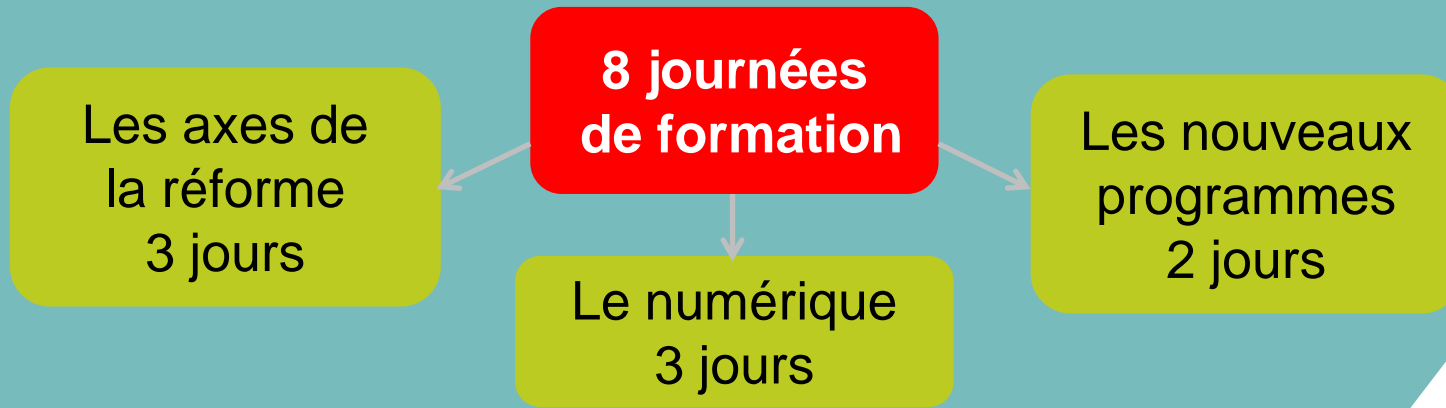 8 journées
de formation
Les axes de
la réforme
3 jours
Le numérique
3 jours
Les nouveaux
programmes
2 jours